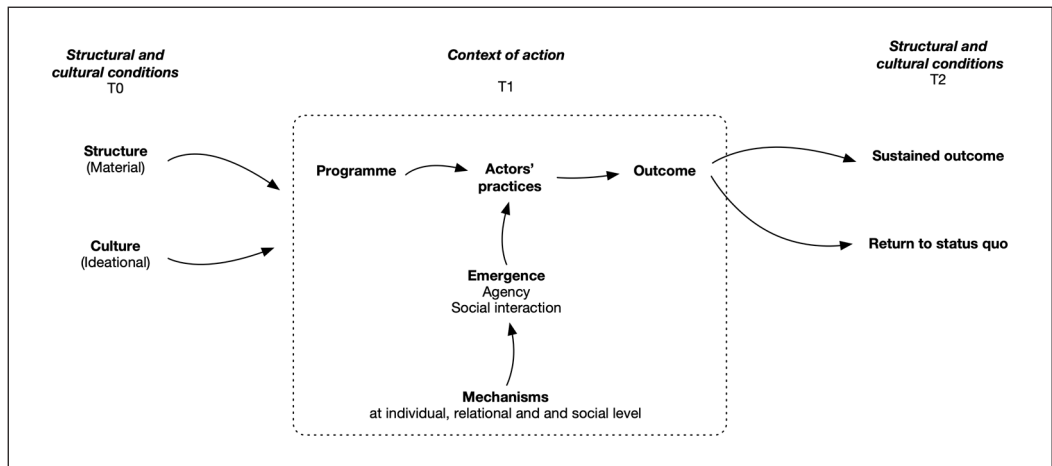 Structural and
cultural conditions
T0
Context of action
T1
Structural and
cultural conditions
T2
Structure
(Material)
Culture
(Ideational)
Programme
Actors'
practices
Outcome
Emergence
Agency
Social interaction
Mechanisms
at individual, relational and and social level
Sustained outcome
Return to status quo